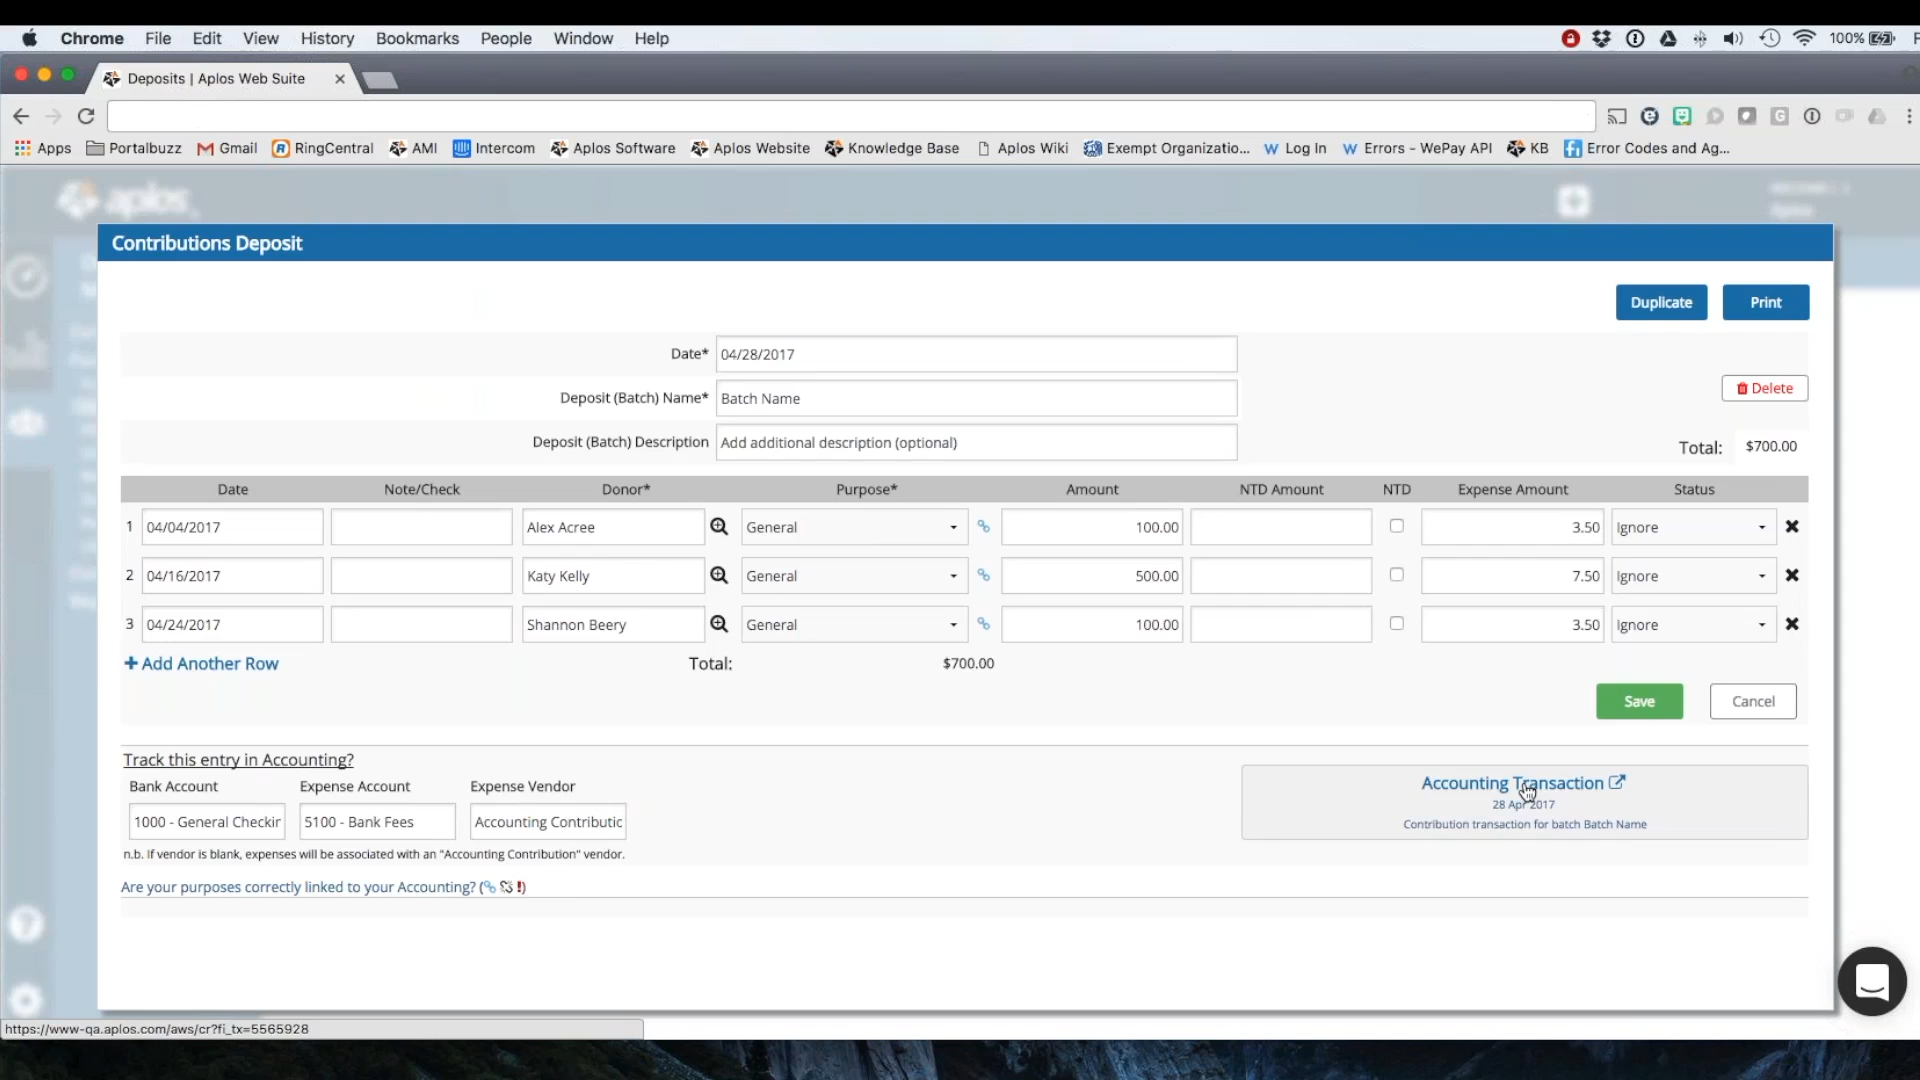 Chrome File Edit View History Bookmarks People Window Help 100%
Deposits | Aplos Web Suite
Apps Portalbuzz Gmail RingCentral AMI Intercom Aplos Software Aplos Website Knowledge Base Aplos Wiki Exempt Organizatio... Log In Errors - WePay API KB Error Codes and Ag...
aplos
Contributions Deposit
Duplicate Print
Date* 04/28/2017
Delete
Deposit (Batch) Name* Batch Name
Deposit (Batch) Description Add additional description (optional)
Total: $700.00
Date Note/Check Donor* Purpose* Amount NTD Amount NTD Expense Amount Status
1 04/04/2017 Alex Acree General 100.00 3.50 Ignore
2 04/16/2017 Katy Kelly General 500.00 7.50 Ignore
3 04/24/2017 Shannon Beery General 100.00 3.50 Ignore
+ Add Another Row Total: $700.00
Save Cancel
Track this entry in Accounting?
Bank Account Expense Account Expense Vendor
1000 - General Checkir 5100 - Bank Fees Accounting Contributic
n.b. If vendor is blank, expenses will be associated with an "Accounting Contribution" vendor.
Accounting Transaction
28 Apr 2017
Contribution transaction for batch Batch Name
Are your purposes correctly linked to your Accounting? ( !)
https://www-qa.aplos.com/aws/cr?fi_tx=5565928